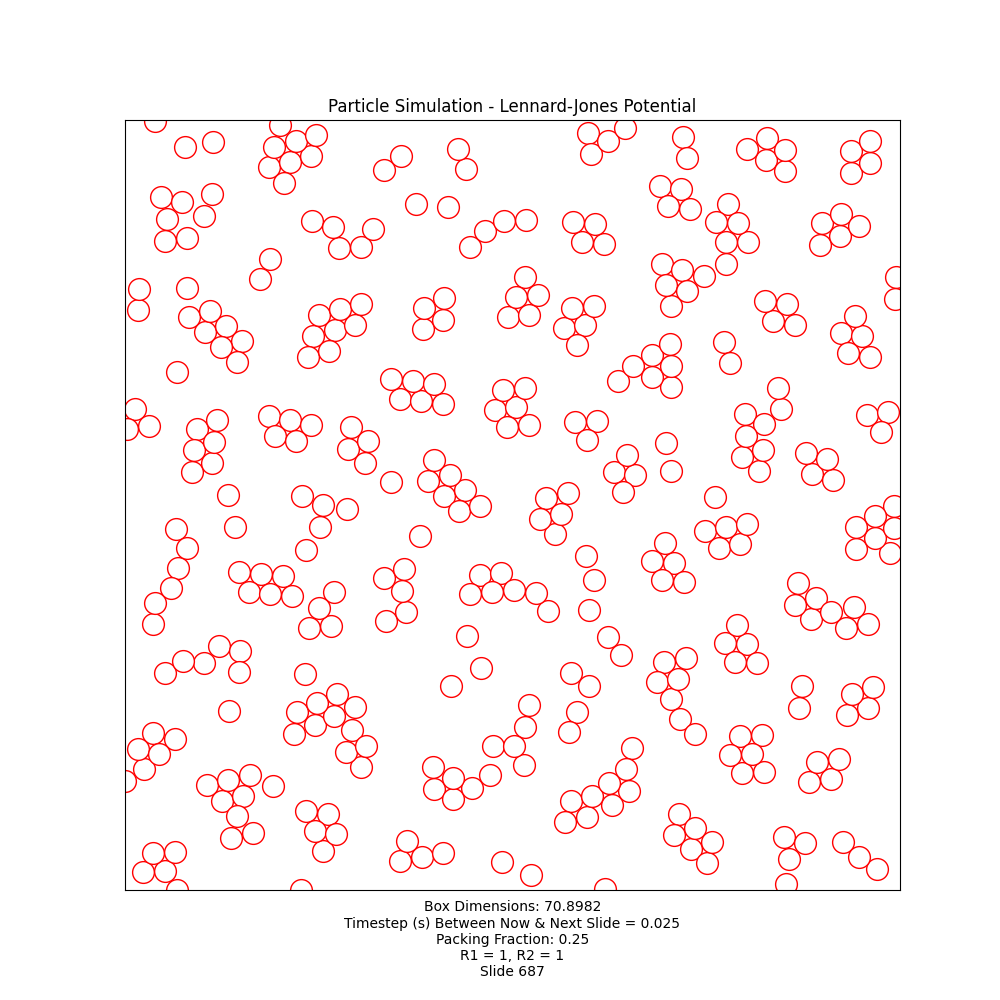 Particle Simulation - Lennard-Jones Potential
Box Dimensions: 70.8982
Timestep (s) Between Now & Next Slide = 0.025
Packing Fraction: 0.25
R1 = 1, R2 = 1
Slide 687